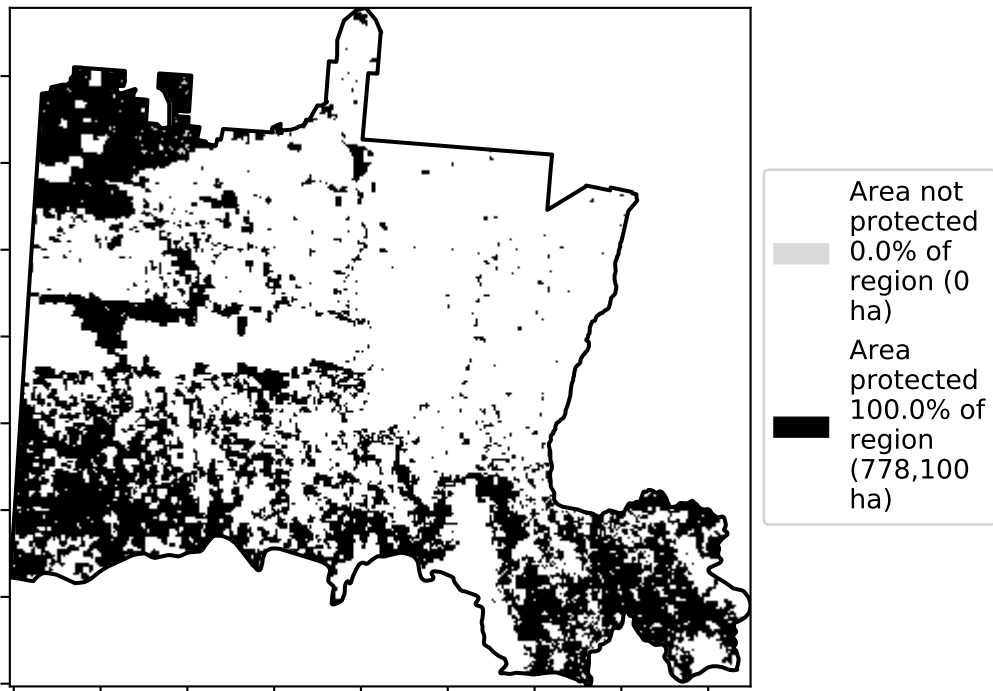 Area not
protected
0.0% of
region (0
ha)
Area
protected
100.0% of
region
(778,100
ha)